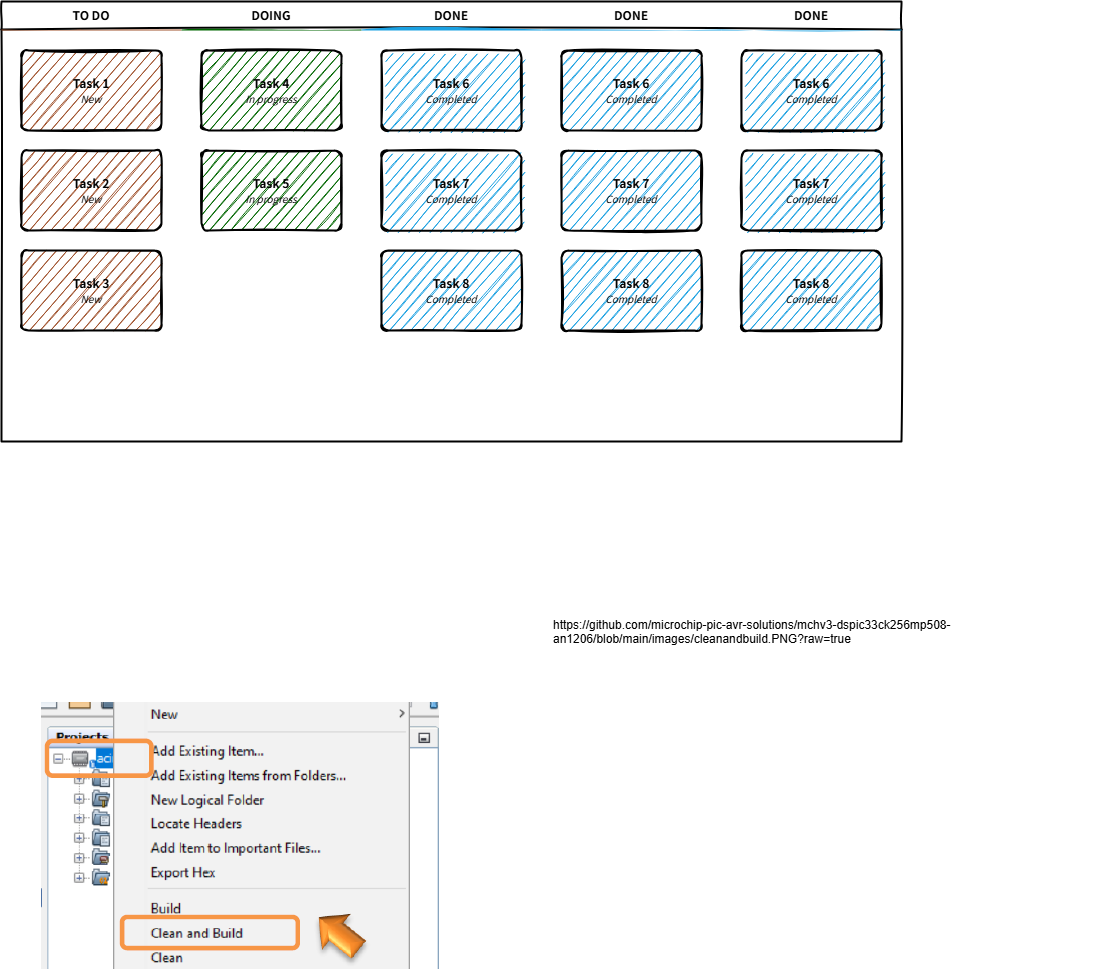 TO DO DOING DONE DONE DONE
Task 1 Task 4 Task 6 Task 6 Task 6
New In progress Completed Completed Completed
Task 2 Task 5 Task 7 Task 7 Task 7
New In progress Completed Completed Completed
Task 3 Task 8 Task 8 Task 8
New Completed Completed Completed
https://github.com/microchip-pic-avr-solutions/mchv3-dspic33ck256mp508-
an1206/blob/main/images/cleanandbuild.PNG?raw=true
New
Projects
Add Existing Item...
Add Existing Items from Folders...
New Logical Folder
Locate Headers
Add Item to Important Files...
Export Hex
Build
Clean and Build
Clean